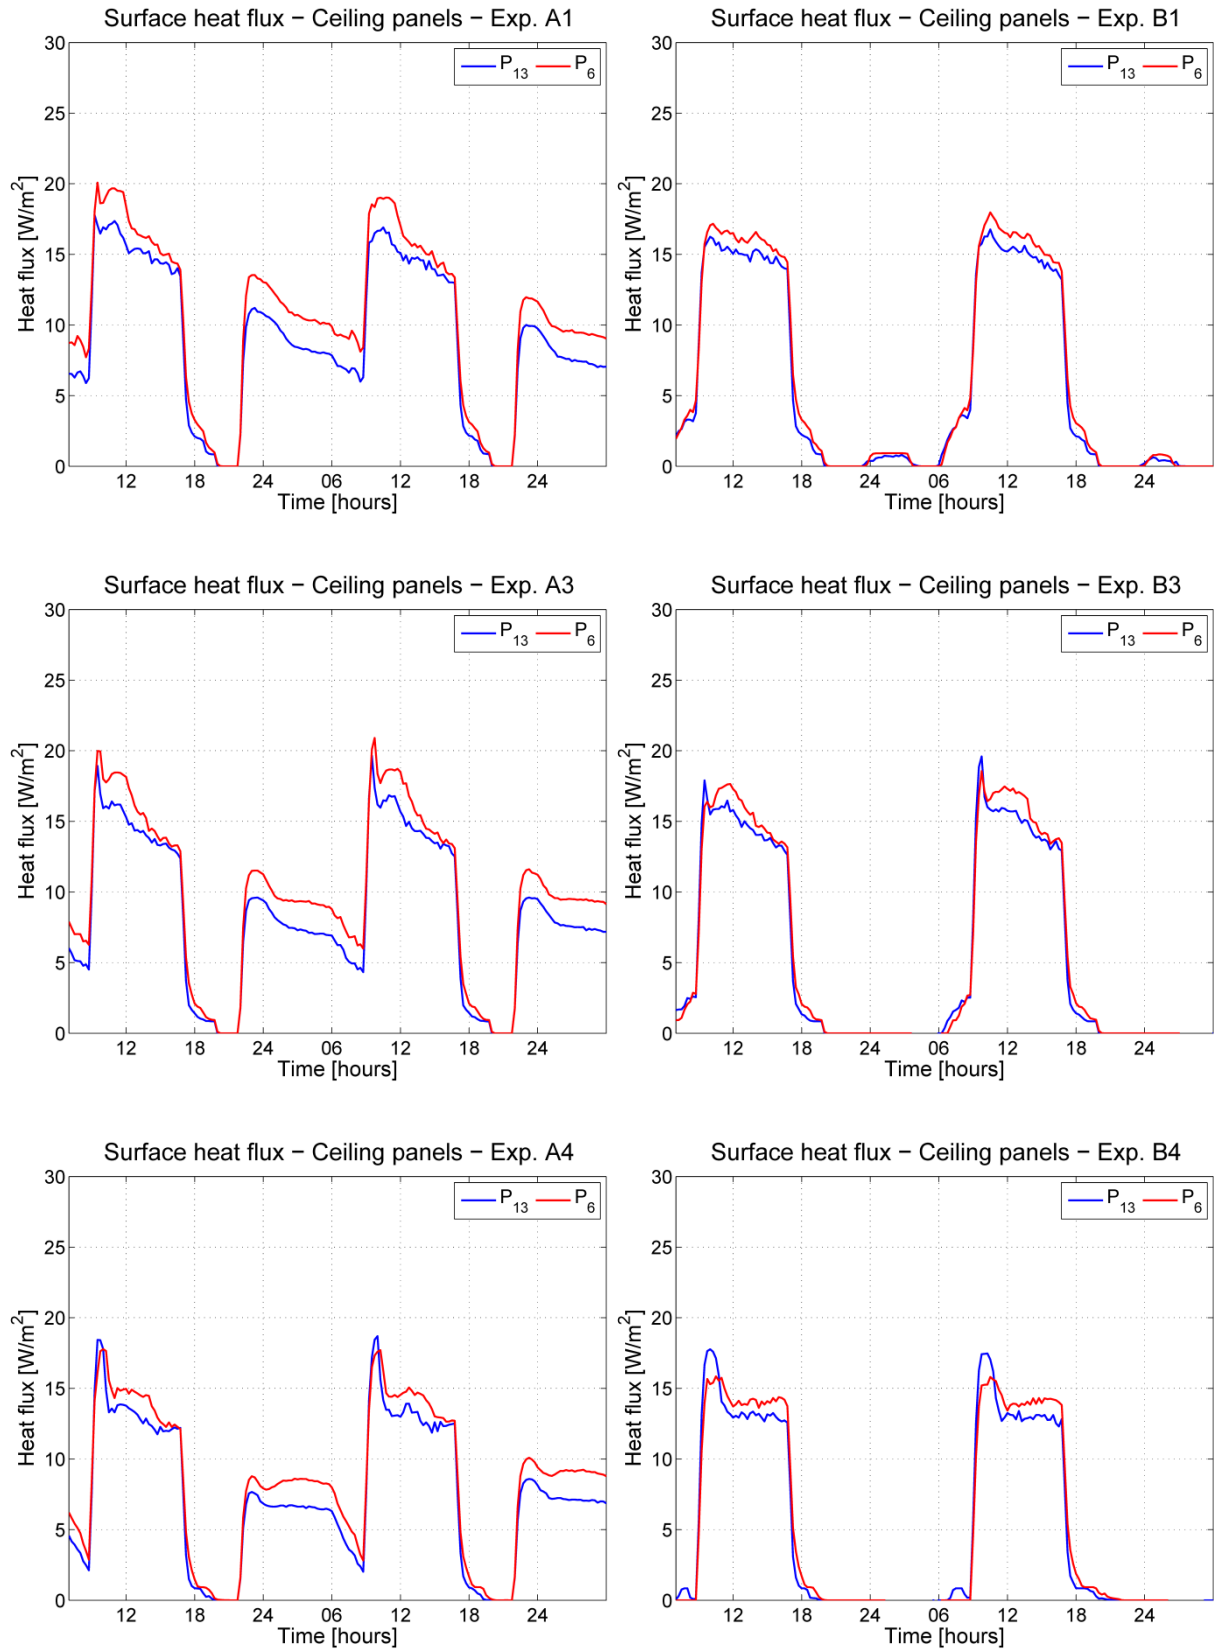 Surface heat flux − Ceiling panels − Exp. A1
30
25
20
15
10
5
0
Heat flux [W/m²]
P13 P6
12 18 24 06 12 18 24
Time [hours]
Surface heat flux − Ceiling panels − Exp. B1
30
25
20
15
10
5
0
Heat flux [W/m²]
P13 P6
12 18 24 06 12 18 24
Time [hours]
Surface heat flux − Ceiling panels − Exp. A3
30
25
20
15
10
5
0
Heat flux [W/m²]
P13 P6
12 18 24 06 12 18 24
Time [hours]
Surface heat flux − Ceiling panels − Exp. B3
30
25
20
15
10
5
0
Heat flux [W/m²]
P13 P6
12 18 24 06 12 18 24
Time [hours]
Surface heat flux − Ceiling panels − Exp. A4
30
25
20
15
10
5
0
Heat flux [W/m²]
P13 P6
12 18 24 06 12 18 24
Time [hours]
Surface heat flux − Ceiling panels − Exp. B4
30
25
20
15
10
5
0
Heat flux [W/m²]
P13 P6
12 18 24 06 12 18 24
Time [hours]